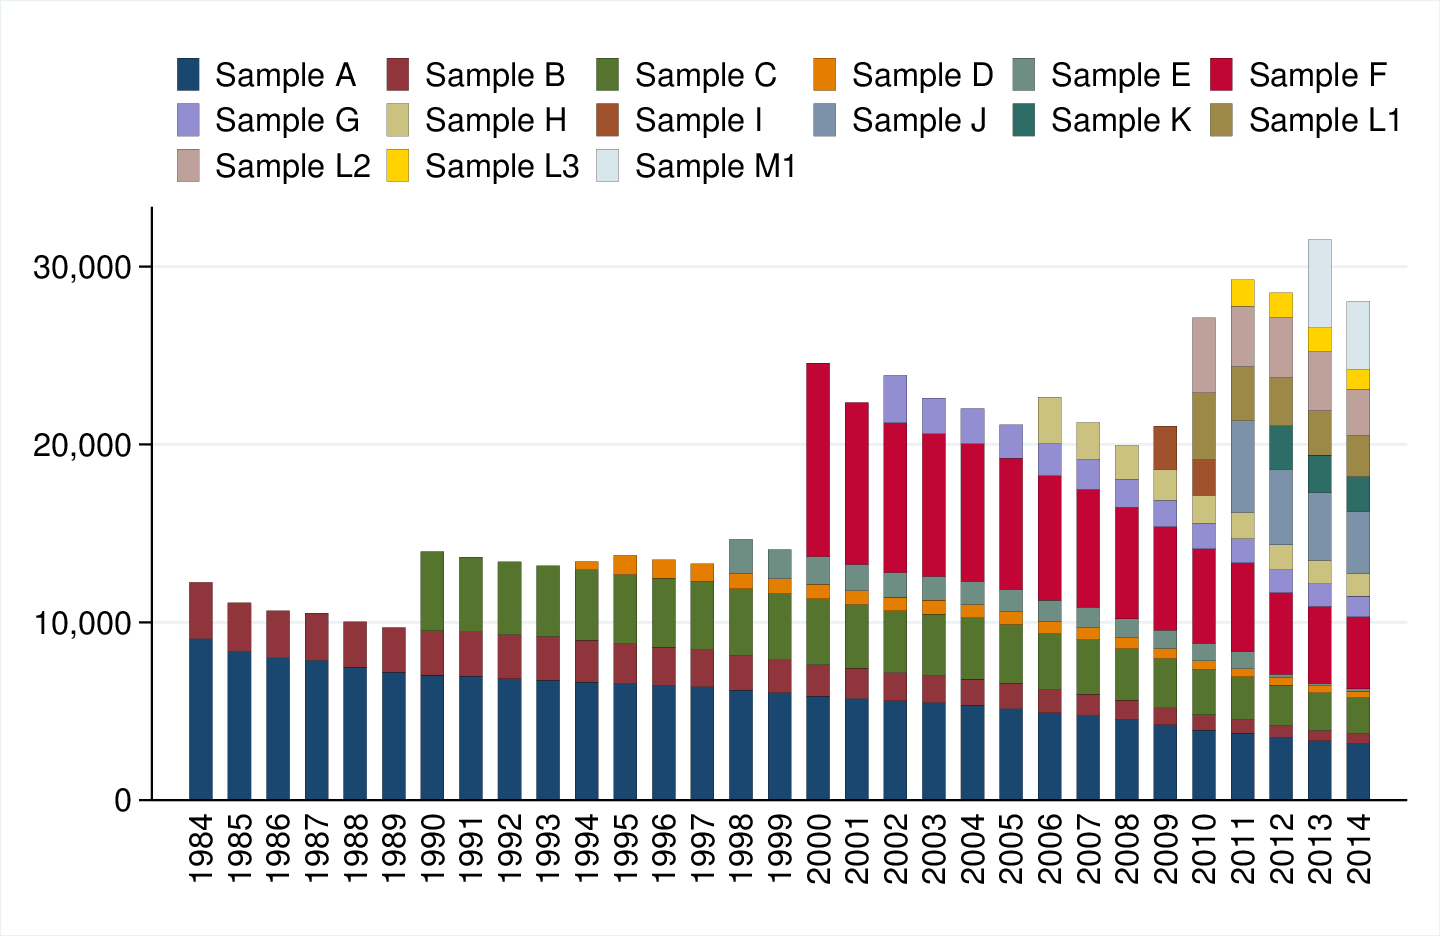 Sample A Sample B Sample C Sample D Sample E Sample F
Sample G Sample H Sample I Sample J Sample K Sample L1
Sample L2 Sample L3 Sample M1
30,000
20,000
10,000
0
1984 1985 1986 1987 1988 1989 1990 1991 1992 1993 1994 1995 1996 1997 1998 1999 2000 2001 2002 2003 2004 2005 2006 2007 2008 2009 2010 2011 2012 2013 2014